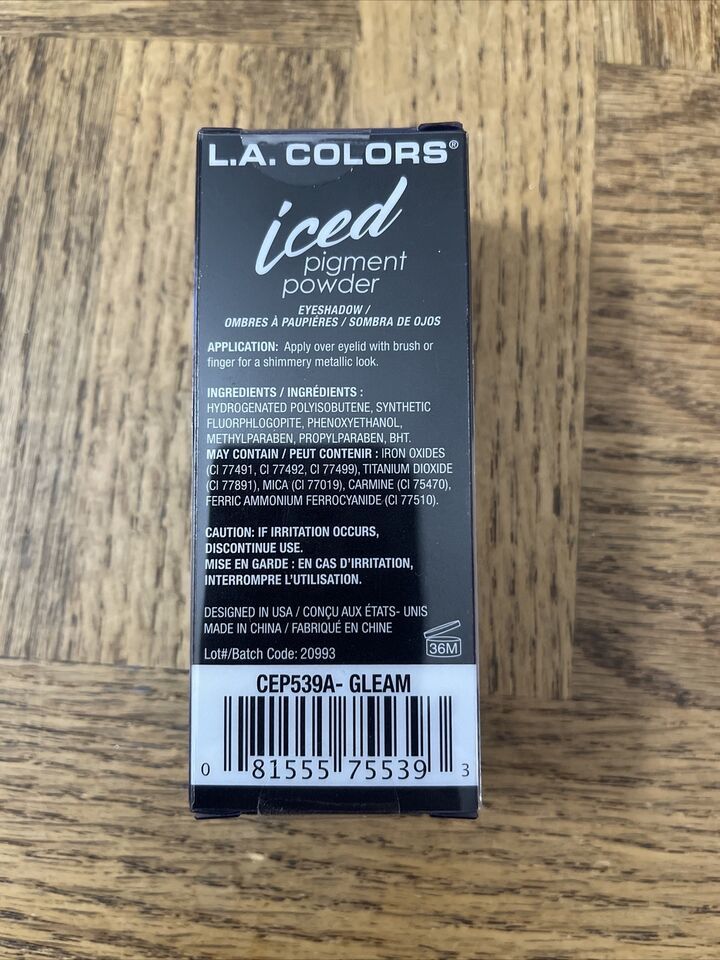 L.A. COLORS®
iced
pigment
powder
EYESHADOW /
OMBRES À PAUPIÉRES / SOMBRA DE OJOS
APPLICATION: Apply over eyelid with brush or
finger for a shimmery metallic look.
INGREDIENTS / INGRÉDIENTS :
HYDROGENATED POLYISOBUTENE, SYNTHETIC
FLUORPHLOGOPITE, PHENOXYETHANOL,
METHYLPARABEN, PROPYLPARABEN, BHT.
MAY CONTAIN / PEUT CONTENIR : IRON OXIDES
(CI 77491, CI 77492, CI 77499), TITANIUM DIOXIDE
(CI 77891), MICA (CI 77019), CARMINE (CI 75470),
FERRIC AMMONIUM FERROCYANIDE (CI 77510).
CAUTION: IF IRRITATION OCCURS,
DISCONTINUE USE.
MISE EN GARDE : EN CAS D'IRRITATION,
INTERROMPRE L'UTILISATION.
DESIGNED IN USA / CONÇU AUX ÉTATS- UNIS
MADE IN CHINA / FABRIQUÉ EN CHINE
Lot#/Batch Code: 20993
36M
CEP539A- GLEAM
0 81555 75539 3